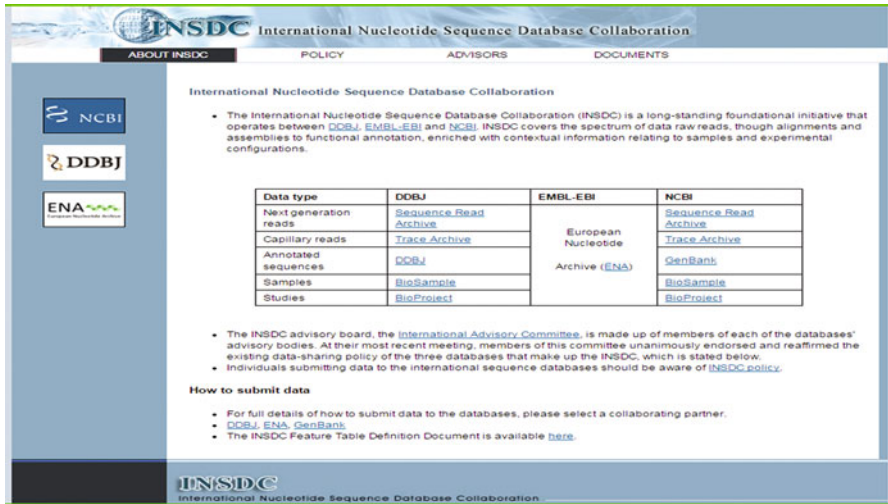 INSDC International Nucleotide Sequence Database Collaboration
ABOUT INSDC POLICY ADVISORS DOCUMENTS
NCBI
DDBJ
ENA
European Nucleotide Archive
International Nucleotide Sequence Database Collaboration
• The International Nucleotide Sequence Database Collaboration (INSDC) is a long-standing foundational initiative that
operates between DDBJ, EMBL-EBI and NCBI. INSDC covers the spectrum of data raw reads, though alignments and
assemblies to functional annotation, enriched with contextual information relating to samples and experimental
configurations.
Data type DDBJ EMBL-EBI NCBI
Next generation
reads
Sequence Read
Archive
European
Nucleotide
Archive (ENA)
Sequence Read
Archive
Capillary reads Trace Archive Trace Archive
Annotated
sequences
DDBJ GenBank
Samples BioSample BioSample
Studies BioProject BioProject
• The INSDC advisory board, the International Advisory Committee, is made up of members of each of the databases'
advisory bodies. At their most recent meeting, members of this committee unanimously endorsed and reaffirmed the
existing data-sharing policy of the three databases that make up the INSDC, which is stated below.
• Individuals submitting data to the international sequence databases should be aware of INSDC policy.
How to submit data
• For full details of how to submit data to the databases, please select a collaborating partner.
• DDBJ, ENA, GenBank
• The INSDC Feature Table Definition Document is available here.
INSDC
International Nucleotide Sequence Database Collaboration